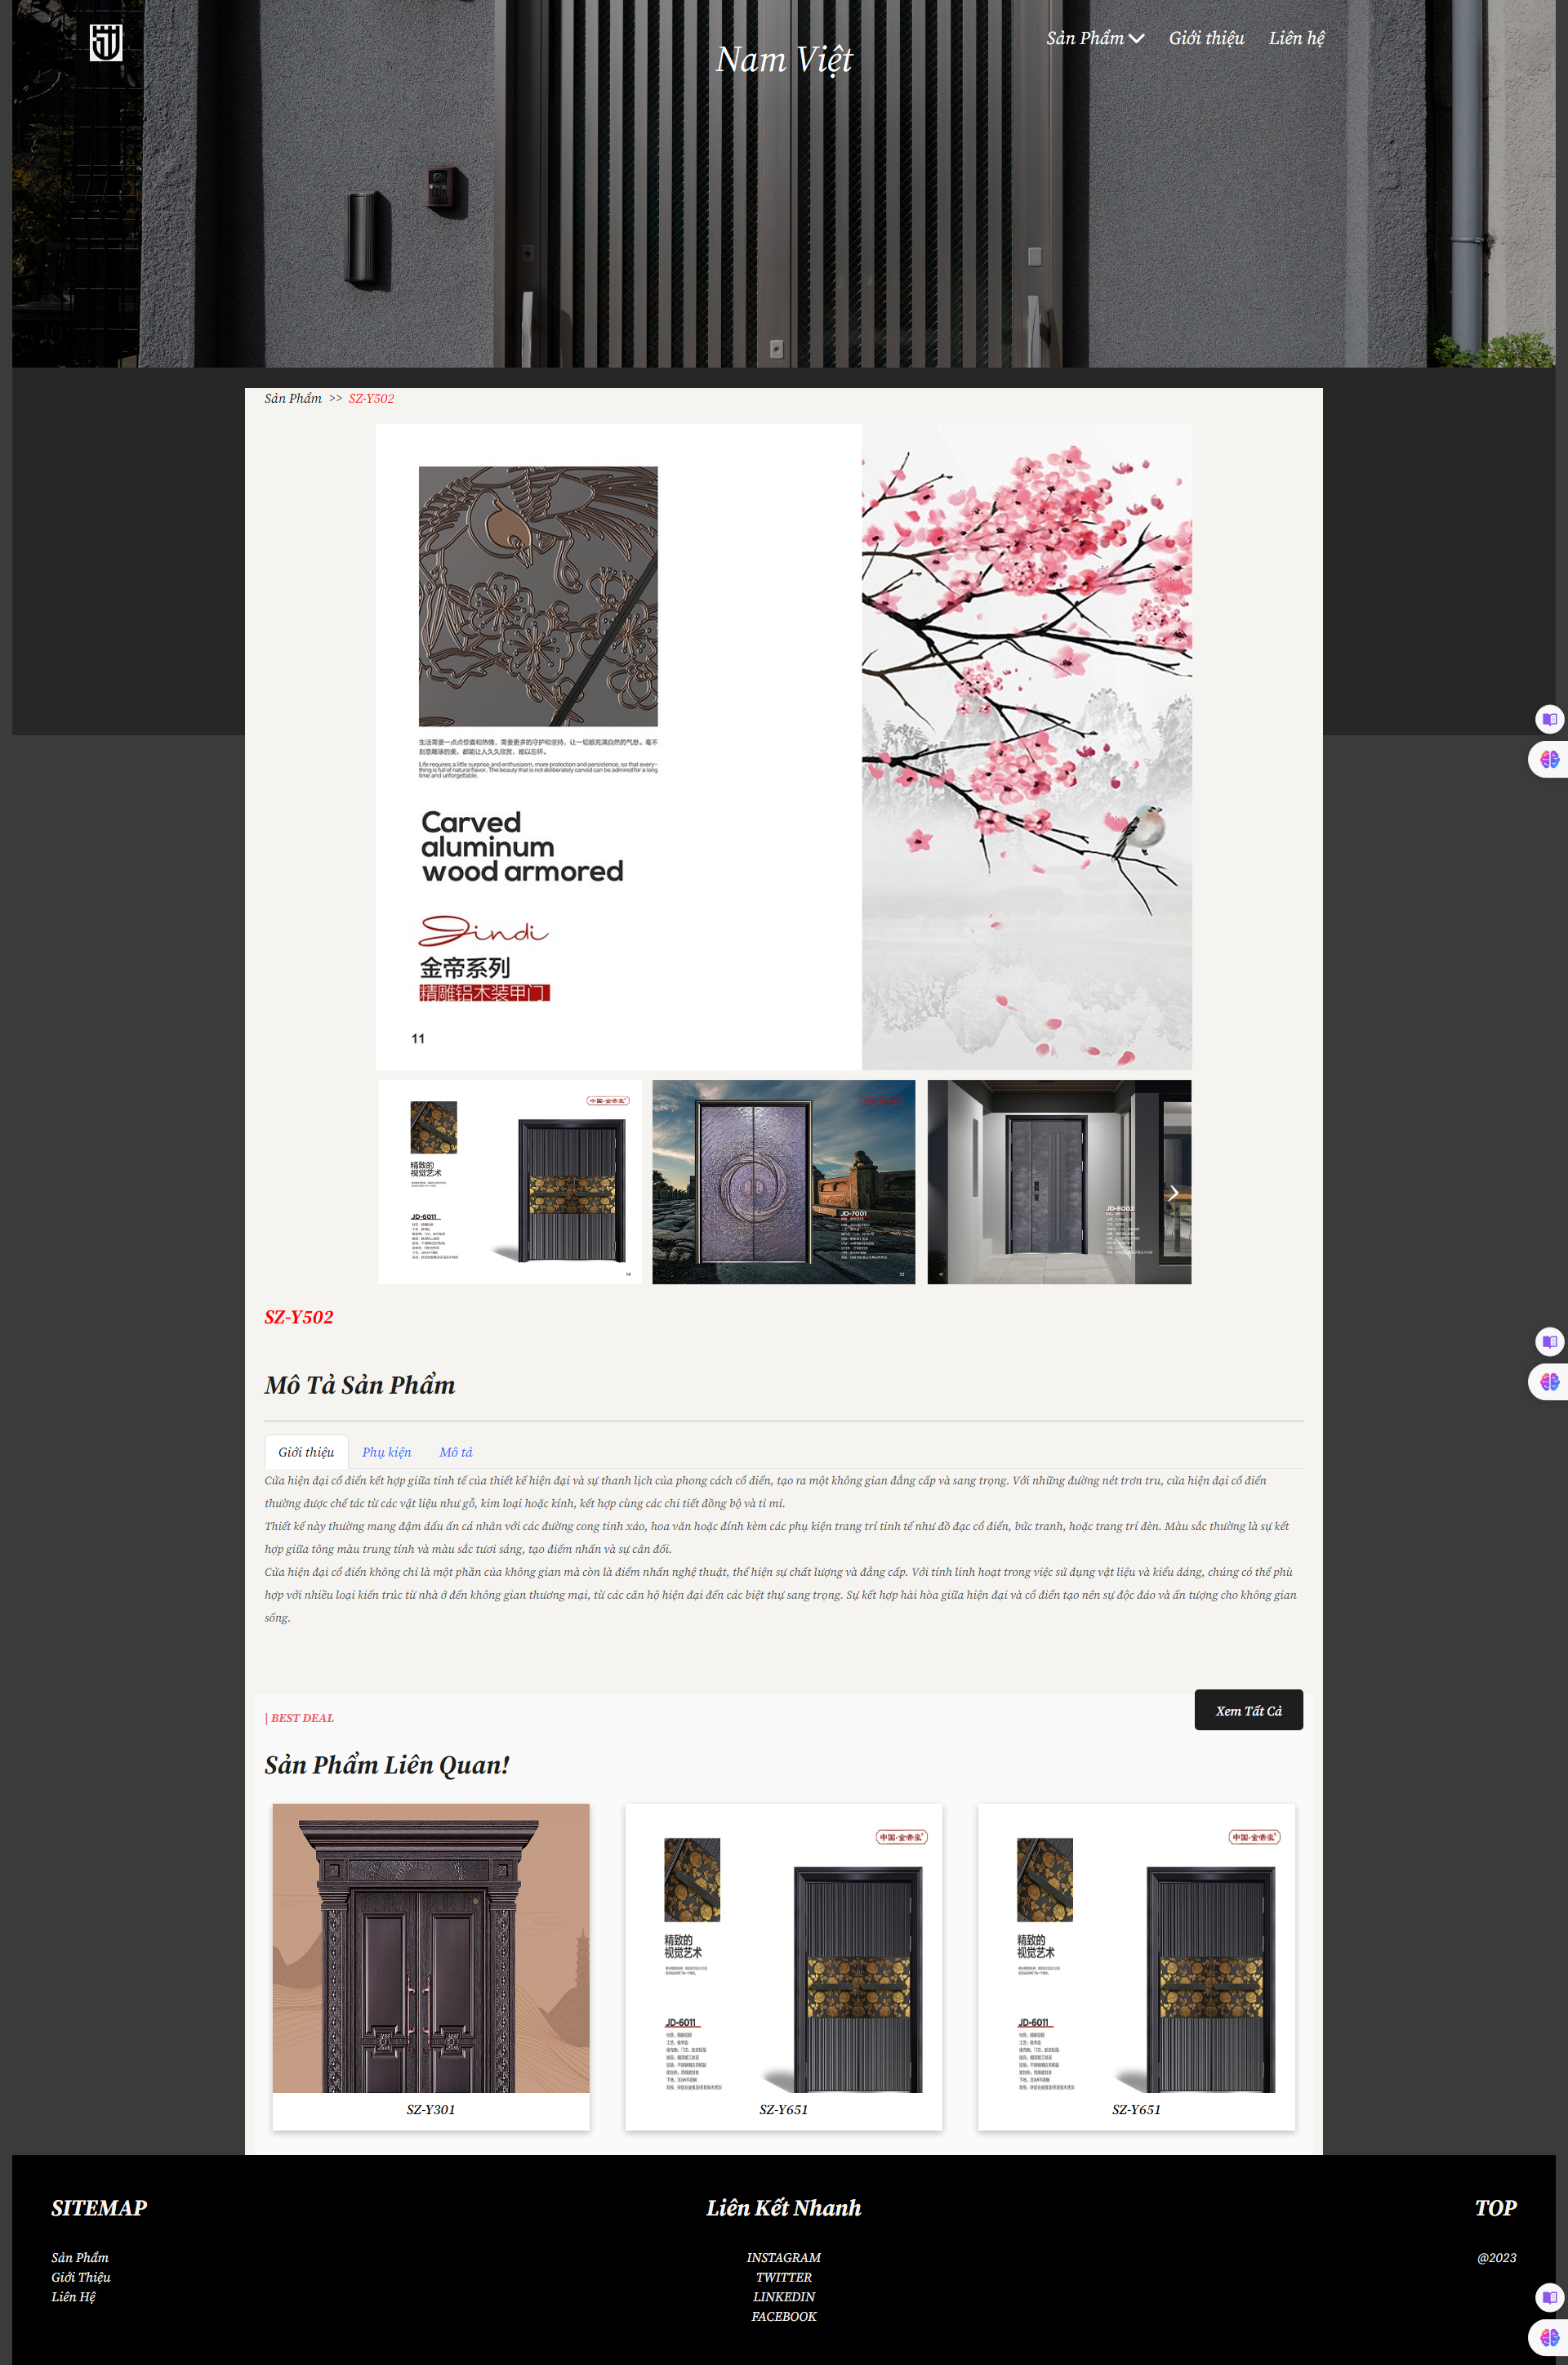 Nam Việt
Sản Phẩm
Giới thiệu
Liên hệ
Sản Phẩm >> SZ-Y502
生活需要一点点惊喜和热情，需要更多的守护和坚持，让一切都充满自然的气息。毫不
刻意雕琢的美，都能让人久久欣赏，难以忘怀。
Life requires a little surprise and enthusiasm, more protection and persistence, so that every-
thing is full of natural flavor. The beauty that is not deliberately carved can be admired for a long
time and unforgettable.
Carved
aluminum
wood armored
Jindi
金帝系列
精雕铝木装甲门
11
中国·金帝豪
精致的
视觉艺术
JD-6011
JD-7001
JD-6002
SZ-Y502
Mô Tả Sản Phẩm
Giới thiệu
Phụ kiện
Mô tả
Cửa hiện đại cổ điển kết hợp giữa tinh tế của thiết kế hiện đại và sự thanh lịch của phong cách cổ điển, tạo ra một không gian đẳng cấp và sang trọng. Với những đường nét trơn tru, cửa hiện đại cổ điển
thường được chế tác từ các vật liệu như gỗ, kim loại hoặc kính, kết hợp cùng các chi tiết đồng bộ và tỉ mỉ.
Thiết kế này thường mang đậm dấu ấn cá nhân với các đường cong tinh xảo, hoa văn hoặc đính kèm các phụ kiện trang trí tinh tế như đồ đạc cổ điển, bức tranh, hoặc trang trí đèn. Màu sắc thường là sự kết
hợp giữa tông màu trung tính và màu sắc tươi sáng, tạo điểm nhấn và sự cân đối.
Cửa hiện đại cổ điển không chỉ là một phần của không gian mà còn là điểm nhấn nghệ thuật, thể hiện sự chất lượng và đẳng cấp. Với tính linh hoạt trong việc sử dụng vật liệu và kiểu dáng, chúng có thể phù
hợp với nhiều loại kiến trúc từ nhà ở đến không gian thương mại, từ các căn hộ hiện đại đến các biệt thự sang trọng. Sự kết hợp hài hòa giữa hiện đại và cổ điển tạo nên sự độc đáo và ấn tượng cho không gian
sống.
| BEST DEAL
Xem Tất Cả
Sản Phẩm Liên Quan!
中国·金帝豪
精致的
视觉艺术
JD-6011
中国·金帝豪
精致的
视觉艺术
JD-6011
SZ-Y301
SZ-Y651
SZ-Y651
SITEMAP
Sản Phẩm
Giới Thiệu
Liên Hệ
Liên Kết Nhanh
INSTAGRAM
TWITTER
LINKEDIN
FACEBOOK
TOP
@2023